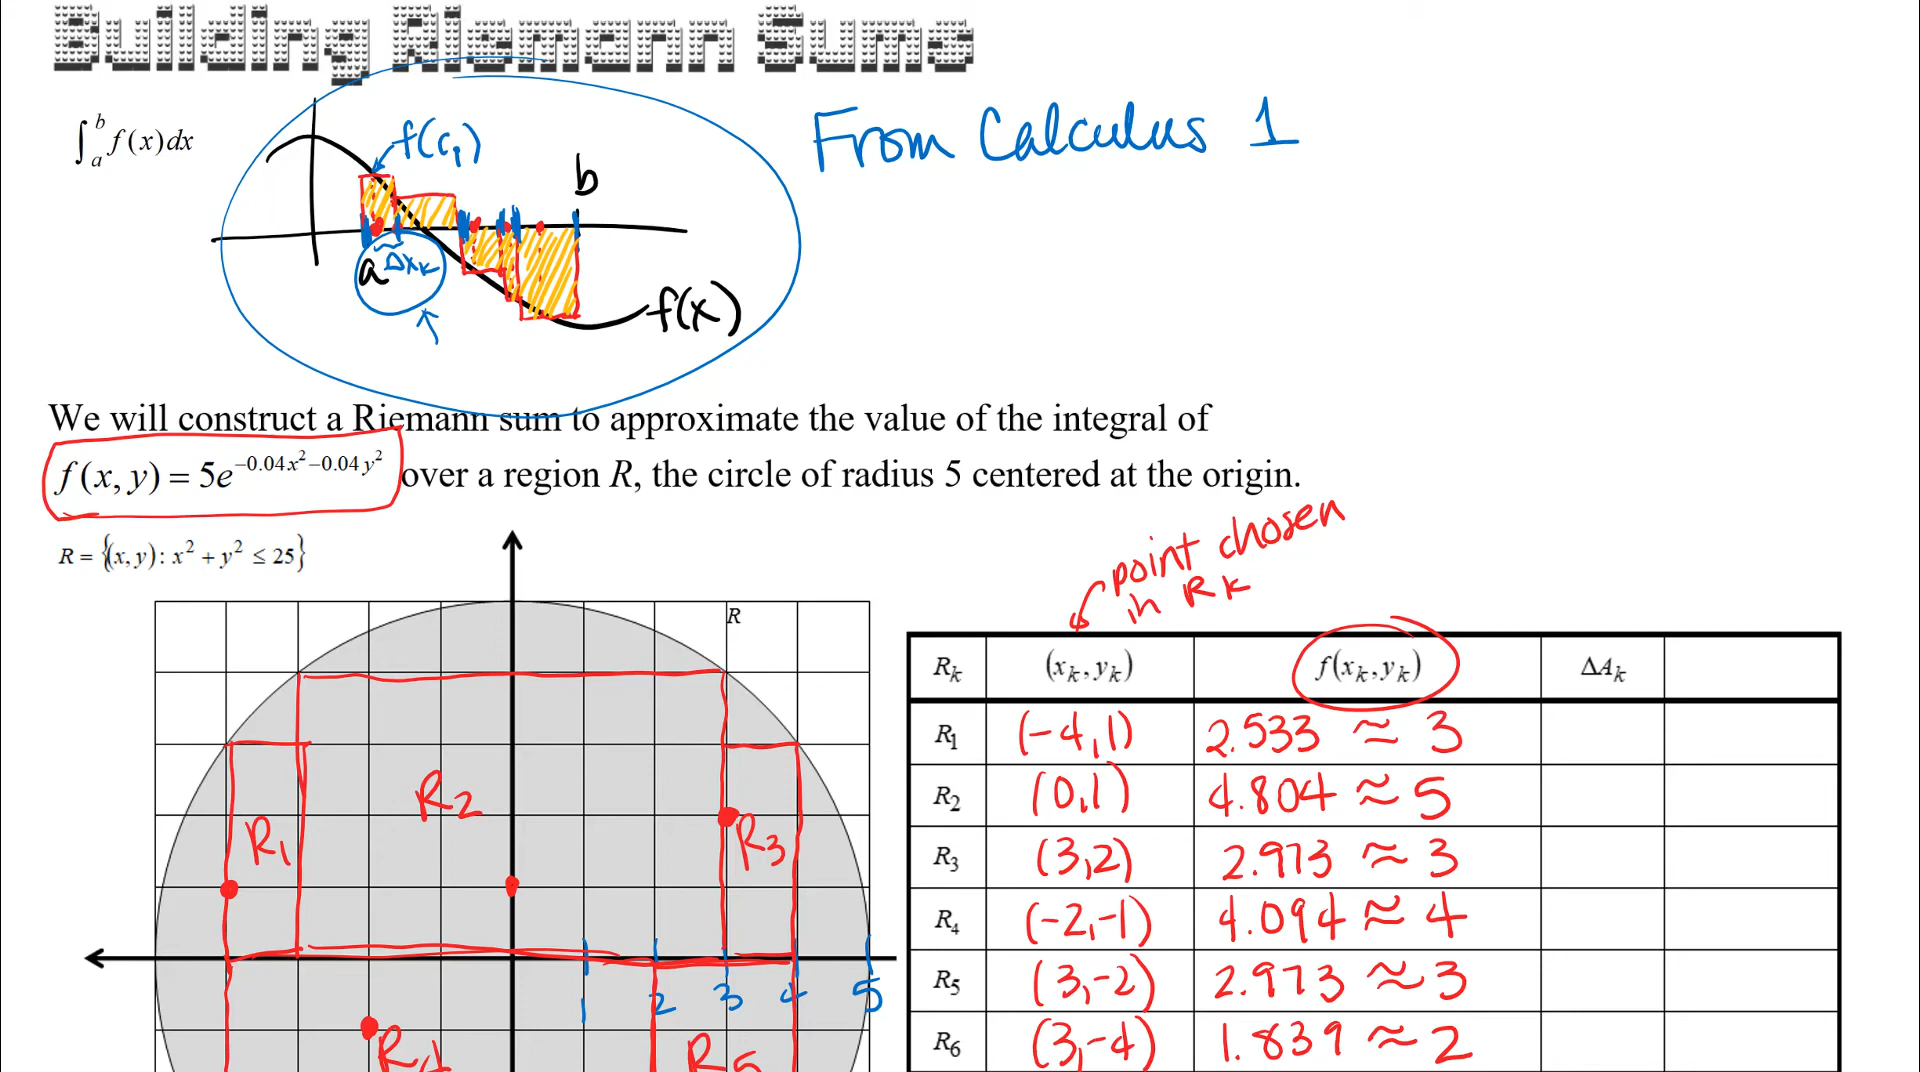 Building Riemann Sums
∫ₐᵇ f(x)dx
f(c₁)
From Calculus 1
b
a Δxₖ
f(x)
We will construct a Riemann sum to approximate the value of the integral of
f(x, y) = 5e^{−0.04x²−0.04y²} over a region R, the circle of radius 5 centered at the origin.
R = {(x, y): x² + y² ≤ 25}
point chosen
in Rₖ
R
Rₖ (xₖ, yₖ) f(xₖ, yₖ) ΔAₖ
R₁ (-4,1) 2.533 ≈ 3
R₂ (0,1) 4.804 ≈ 5
R₃ (3,2) 2.973 ≈ 3
R₄ (-2,-1) 4.094 ≈ 4
R₅ (3,-2) 2.973 ≈ 3
R₆ (3,-4) 1.839 ≈ 2
R₂
R₁ R₃
1 2 3 4 5
R₄ R₅